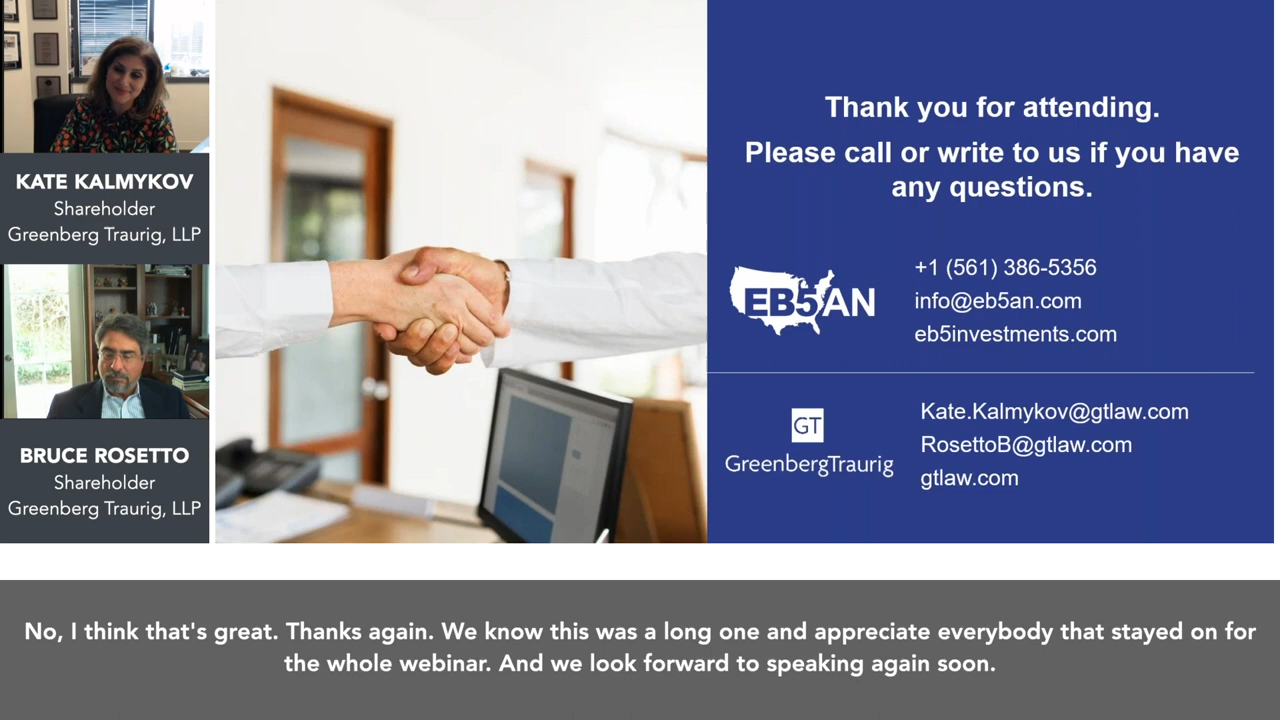 KATE KALMYKOV
Shareholder
Greenberg Traurig, LLP
BRUCE ROSETTO
Shareholder
Greenberg Traurig, LLP
Thank you for attending.
Please call or write to us if you have
any questions.
EB5AN
+1 (561) 386-5356
info@eb5an.com
eb5investments.com
GT
GreenbergTraurig
Kate.Kalmykov@gtlaw.com
RosettoB@gtlaw.com
gtlaw.com
No, I think that's great. Thanks again. We know this was a long one and appreciate everybody that stayed on for
the whole webinar. And we look forward to speaking again soon.